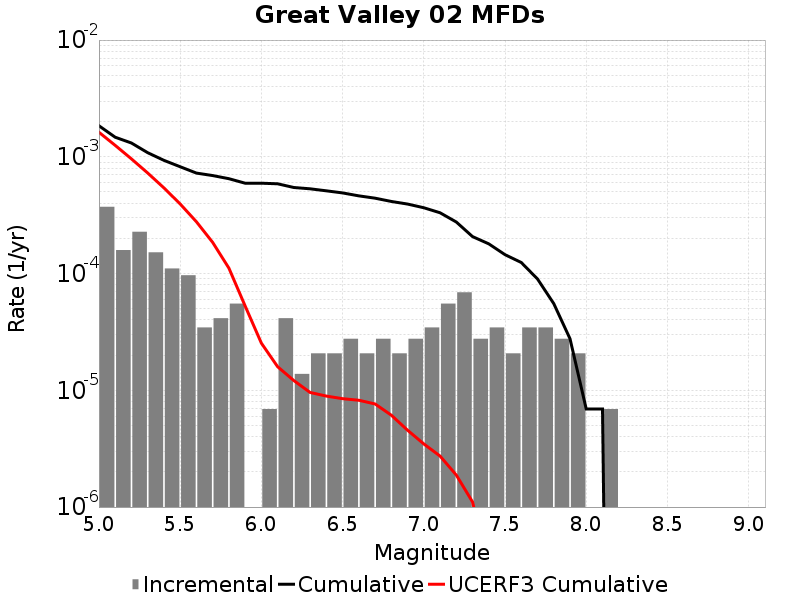 Great Valley 02 MFDs
10-2
10-3
10-4
10-5
10-6
Rate (1/yr)
5.0 5.5 6.0 6.5 7.0 7.5 8.0 8.5 9.0
Magnitude
Incremental Cumulative UCERF3 Cumulative